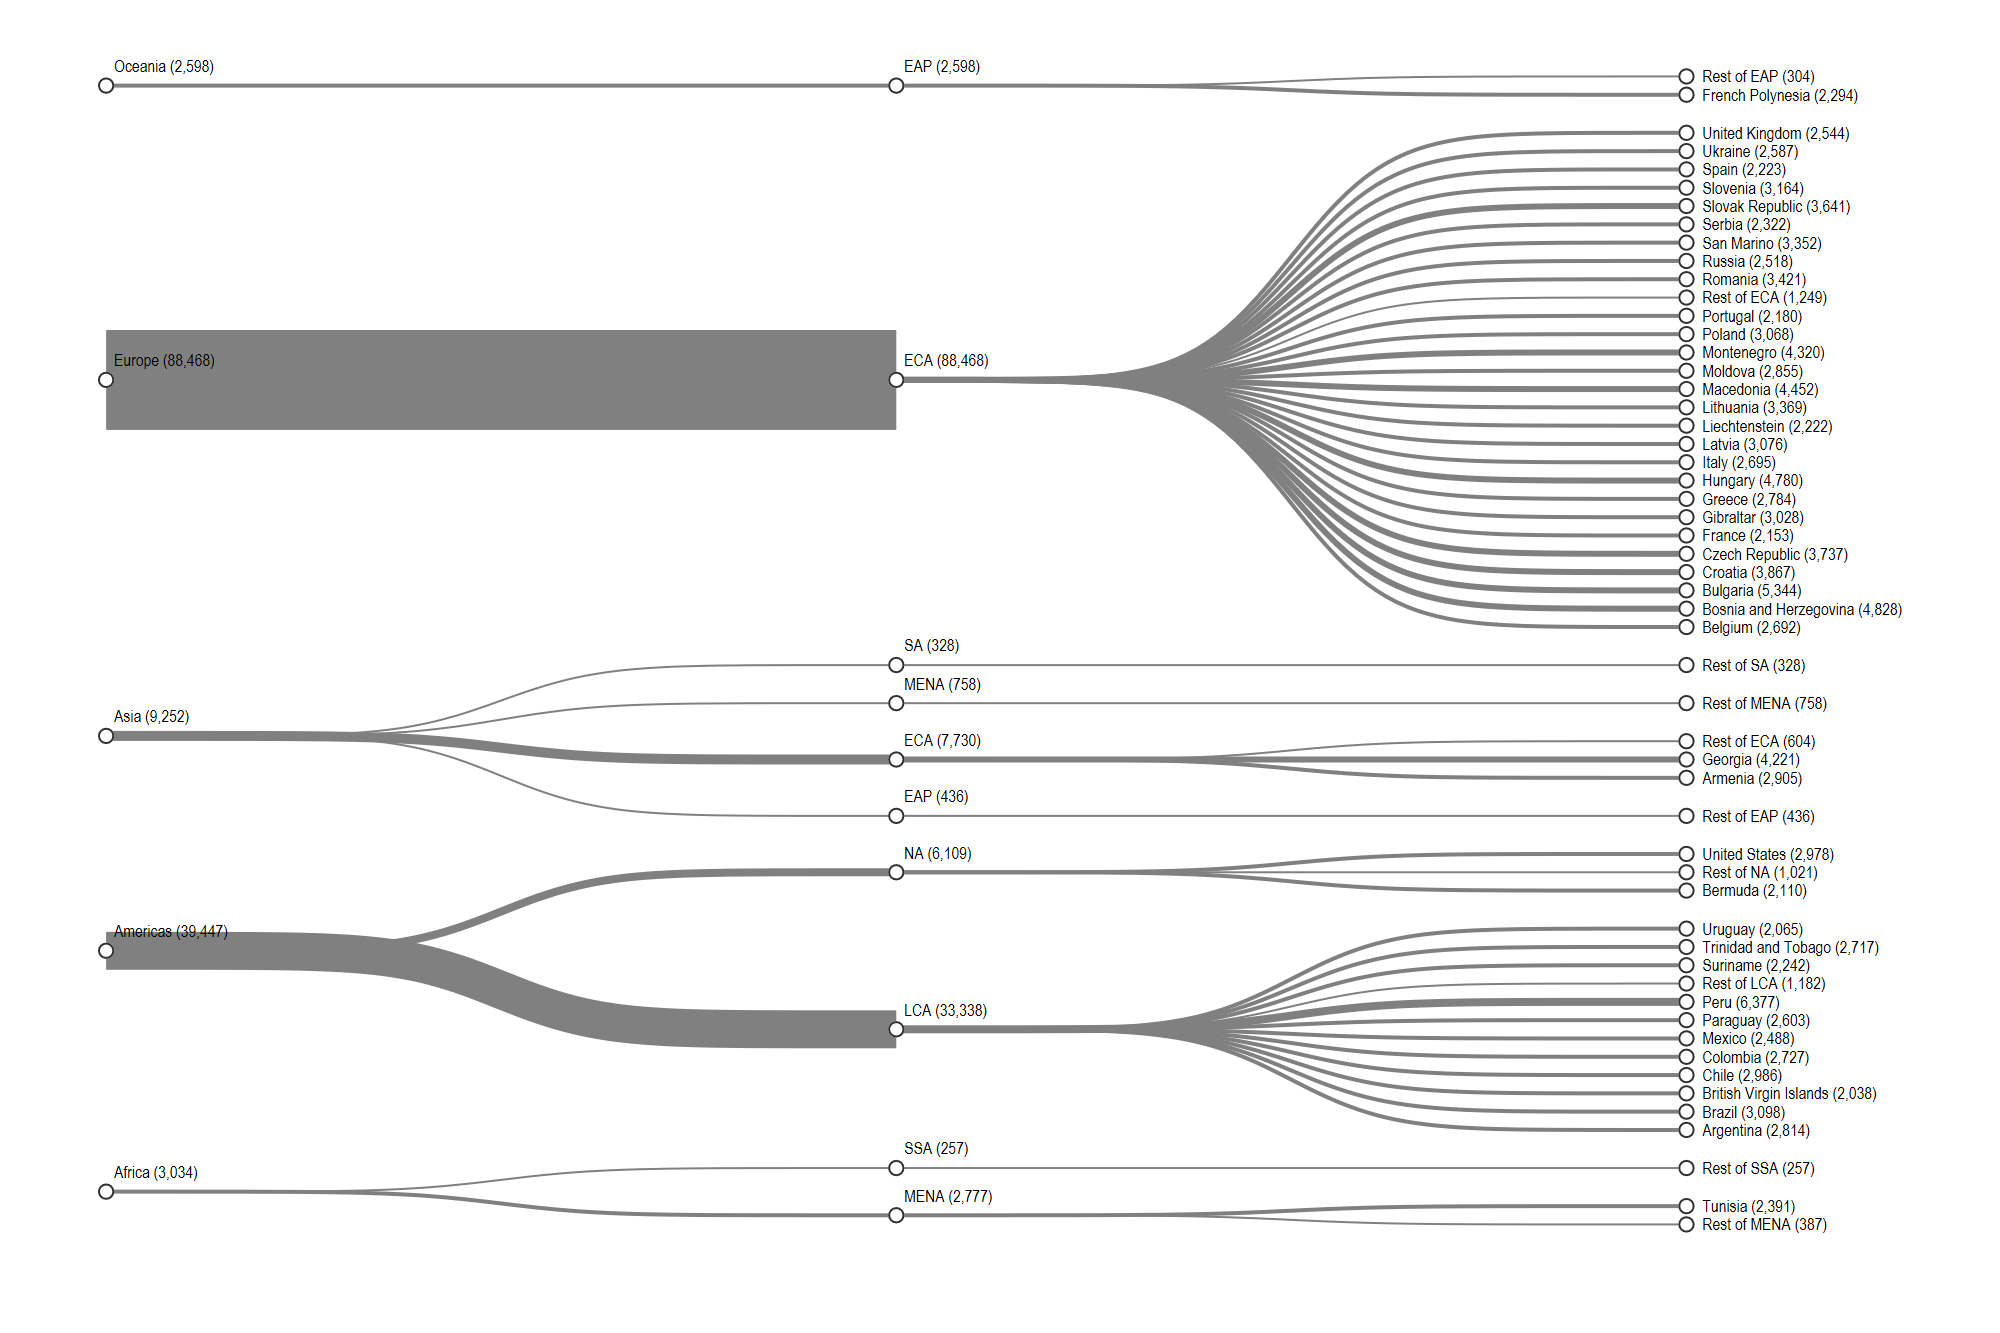 Oceania (2,598)
EAP (2,598)
Rest of EAP (304)
French Polynesia (2,294)
Europe (88,468)
ECA (88,468)
United Kingdom (2,544)
Ukraine (2,587)
Spain (2,223)
Slovenia (3,164)
Slovak Republic (3,641)
Serbia (2,322)
San Marino (3,352)
Russia (2,518)
Romania (3,421)
Rest of ECA (1,249)
Portugal (2,180)
Poland (3,068)
Montenegro (4,320)
Moldova (2,855)
Macedonia (4,452)
Lithuania (3,369)
Liechtenstein (2,222)
Latvia (3,076)
Italy (2,695)
Hungary (4,780)
Greece (2,784)
Gibraltar (3,028)
France (2,153)
Czech Republic (3,737)
Croatia (3,867)
Bulgaria (5,344)
Bosnia and Herzegovina (4,828)
Belgium (2,692)
Asia (9,252)
SA (328)
Rest of SA (328)
MENA (758)
Rest of MENA (758)
ECA (7,730)
Rest of ECA (604)
Georgia (4,221)
Armenia (2,905)
EAP (436)
Rest of EAP (436)
Americas (39,447)
NA (6,109)
United States (2,978)
Rest of NA (1,021)
Bermuda (2,110)
LCA (33,338)
Uruguay (2,065)
Trinidad and Tobago (2,717)
Suriname (2,242)
Rest of LCA (1,182)
Peru (6,377)
Paraguay (2,603)
Mexico (2,488)
Colombia (2,727)
Chile (2,986)
British Virgin Islands (2,038)
Brazil (3,098)
Argentina (2,814)
Africa (3,034)
SSA (257)
Rest of SSA (257)
MENA (2,777)
Tunisia (2,391)
Rest of MENA (387)